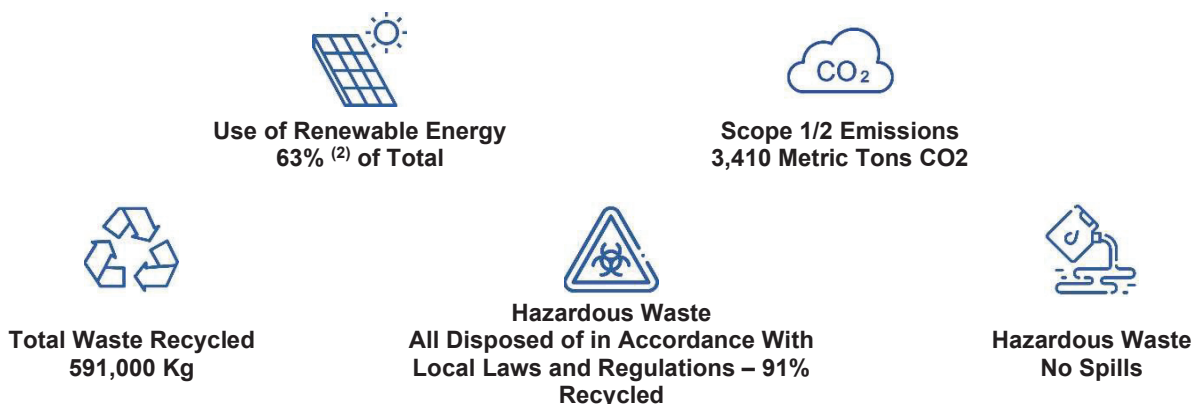 CO₂
Use of Renewable Energy
63% (2) of Total
Scope 1/2 Emissions
3,410 Metric Tons CO2
Total Waste Recycled
591,000 Kg
Hazardous Waste
All Disposed of in Accordance With
Local Laws and Regulations – 91%
Recycled
Hazardous Waste
No Spills